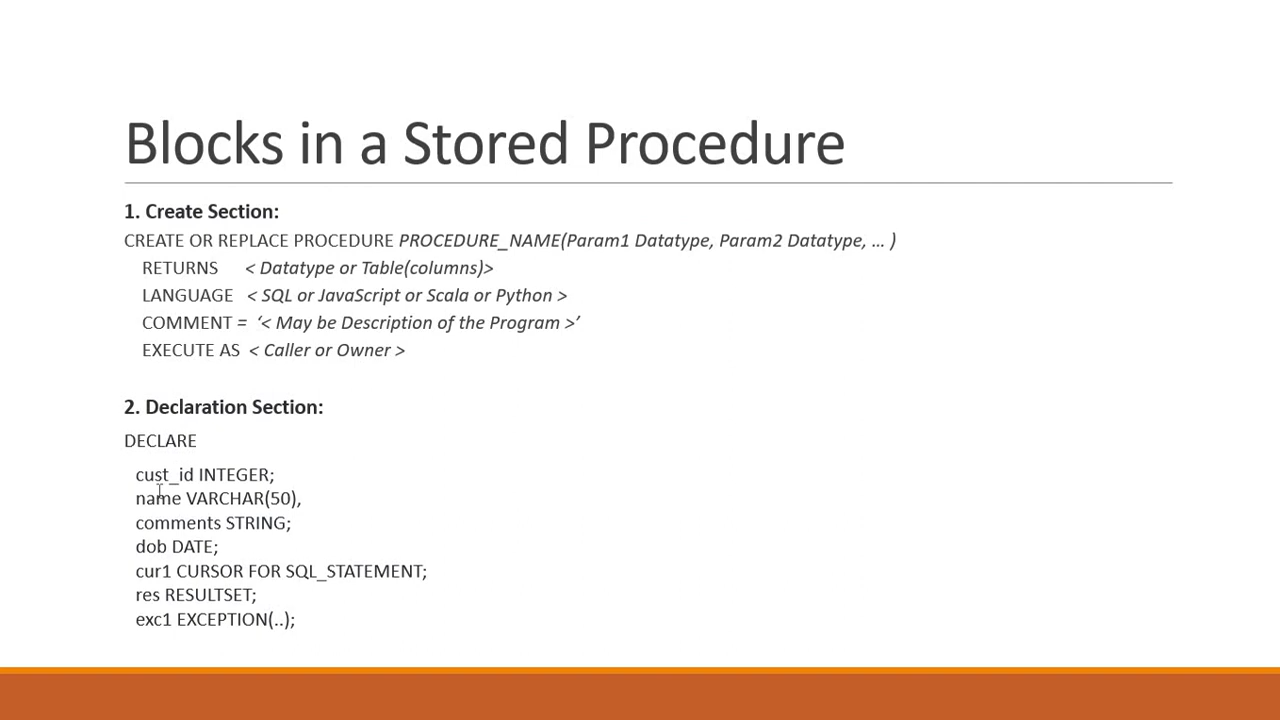 Blocks in a Stored Procedure
1. Create Section:
CREATE OR REPLACE PROCEDURE PROCEDURE_NAME(Param1 Datatype, Param2 Datatype, … )
RETURNS < Datatype or Table(columns)>
LANGUAGE < SQL or JavaScript or Scala or Python >
COMMENT = ‘< May be Description of the Program >’
EXECUTE AS < Caller or Owner >
2. Declaration Section:
DECLARE
cust_id INTEGER;
name VARCHAR(50),
comments STRING;
dob DATE;
cur1 CURSOR FOR SQL_STATEMENT;
res RESULTSET;
exc1 EXCEPTION(..);